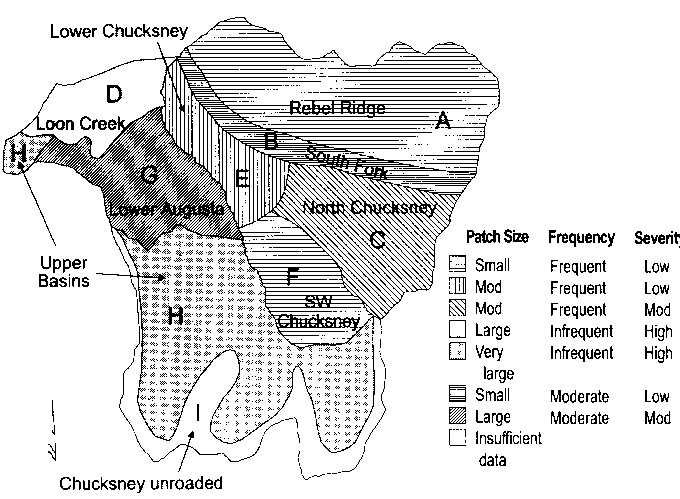 Lower Chucksney
D
Loon Creek
Rebel Ridge
A
B
South Fork
H
G
E
Lower Augusta
North Chucksney
C
Upper
Basins
F
SW
Chucksney
H
I
Chucksney unroaded
Patch Size Frequency Severity
Small Frequent Low
Mod Frequent Low
Mod Frequent Mod
Large Infrequent High
Very Infrequent High
large
Small Moderate Low
Large Moderate Mod
Insufficient
data